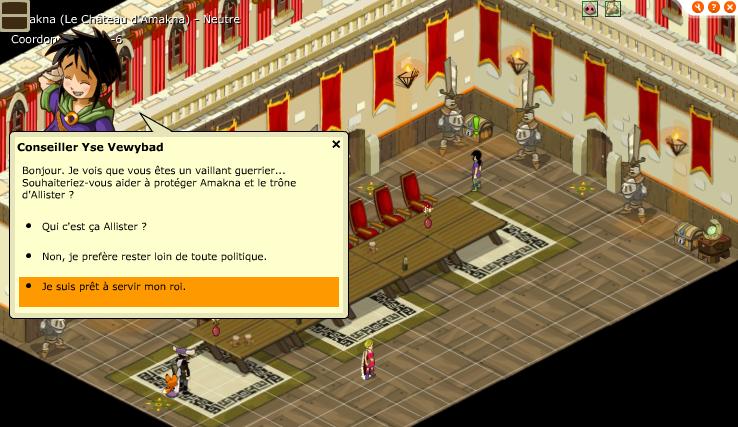 akna (Le Château d'Amakna) - Neutre
Coordon -6
Conseiller Yse Vewybad
Bonjour. Je vois que vous êtes un vaillant guerrier...
Souhaiteriez-vous aider à protéger Amakna et le trône
d'Allister ?
Qui c'est ça Allister ?
Non, je prefère rester loin de toute politique.
Je suis prêt à servir mon roi.